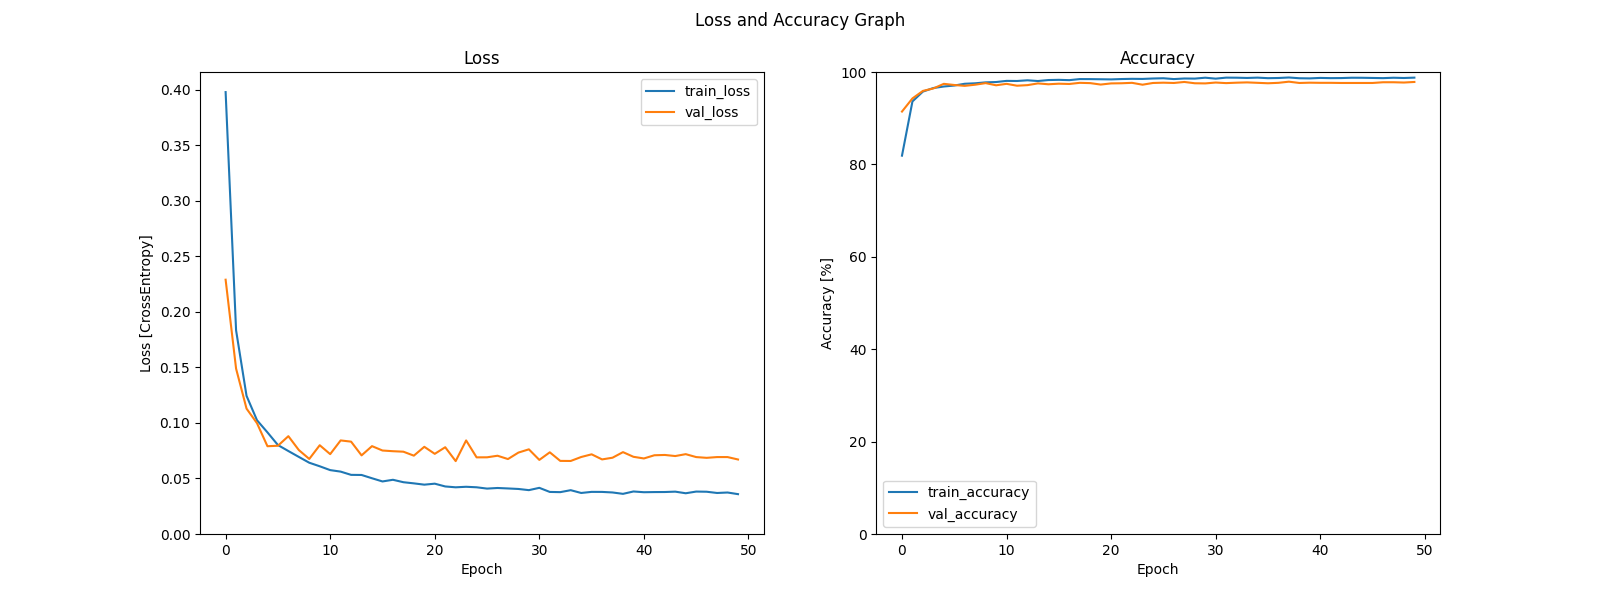 Loss and Accuracy Graph
Loss
0.40
0.35
0.30
0.25
0.20
0.15
0.10
0.05
0.00
Loss [CrossEntropy]
train_loss
val_loss
0 10 20 30 40 50
Epoch
Accuracy
100
80
60
40
20
0
Accuracy [%]
train_accuracy
val_accuracy
0 10 20 30 40 50
Epoch